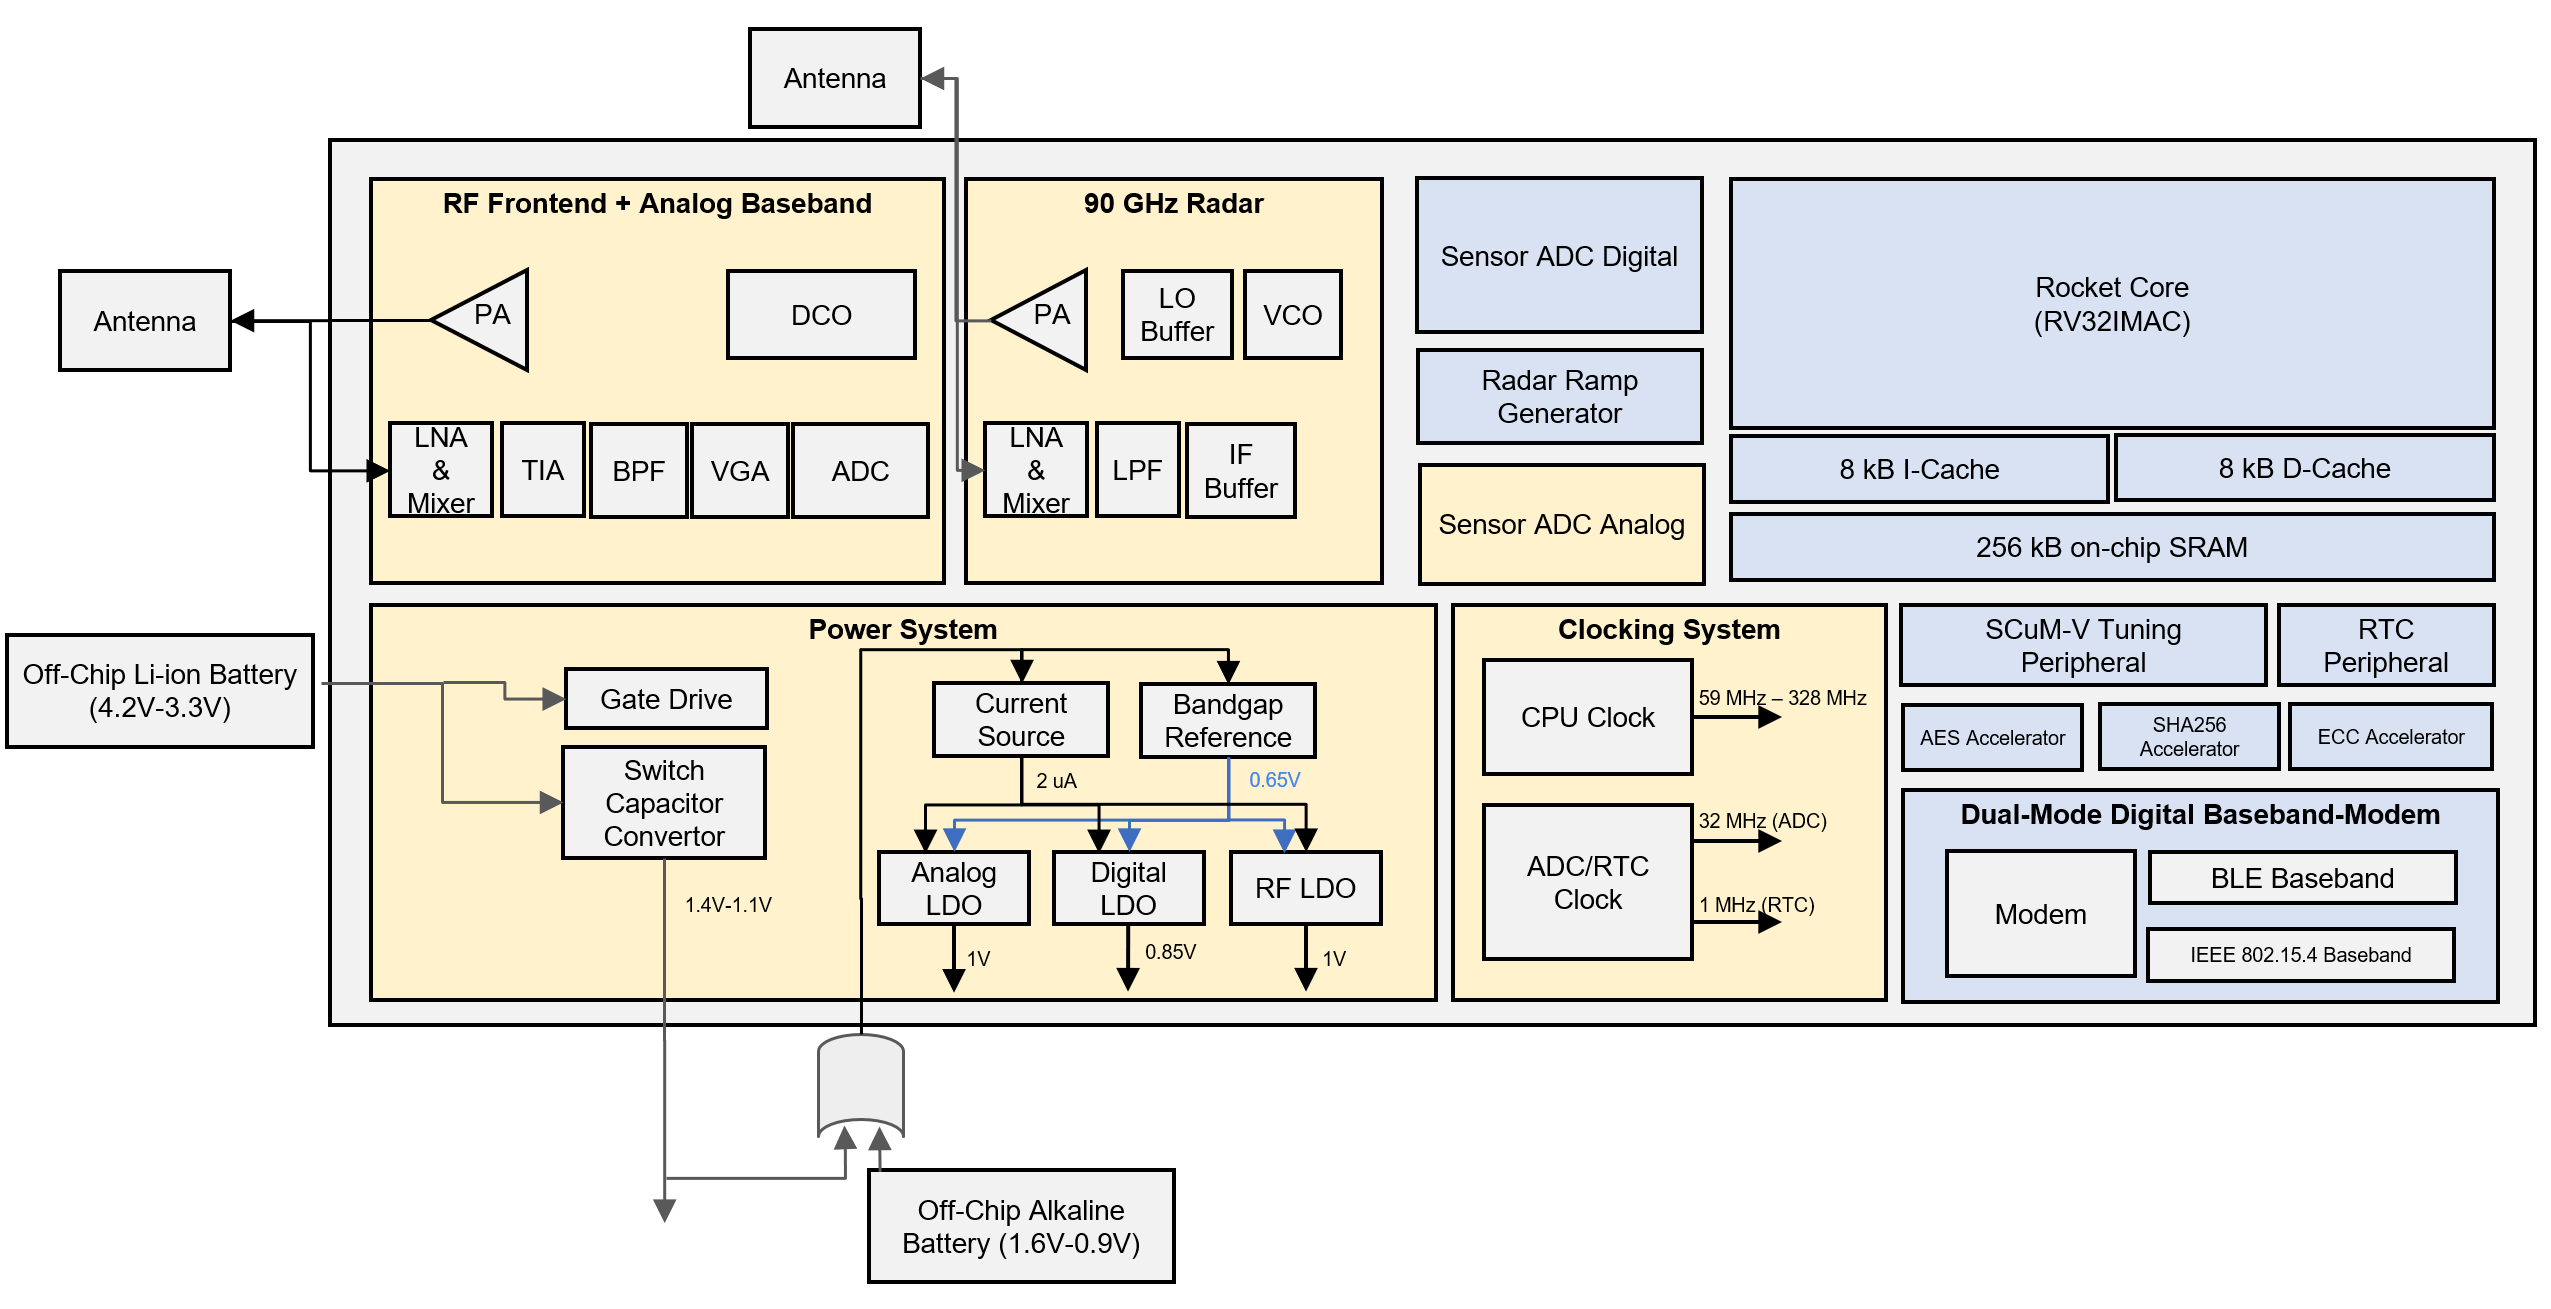 Antenna
RF Frontend + Analog Baseband
90 GHz Radar
Antenna
PA
DCO
PA
LO
Buffer
VCO
LNA
&
Mixer
TIA
BPF
VGA
ADC
LNA
&
Mixer
LPF
IF
Buffer
Sensor ADC Digital
Radar Ramp
Generator
Sensor ADC Analog
Rocket Core
(RV32IMAC)
8 kB I-Cache
8 kB D-Cache
256 kB on-chip SRAM
Off-Chip Li-ion Battery
(4.2V-3.3V)
Power System
Gate Drive
Switch
Capacitor
Convertor
1.4V-1.1V
Current
Source
Bandgap
Reference
2 uA
0.65V
Analog
LDO
Digital
LDO
RF LDO
1V
0.85V
1V
Clocking System
CPU Clock
59 MHz – 328 MHz
ADC/RTC
Clock
32 MHz (ADC)
1 MHz (RTC)
SCuM-V Tuning
Peripheral
RTC
Peripheral
AES Accelerator
SHA256
Accelerator
ECC Accelerator
Dual-Mode Digital Baseband-Modem
Modem
BLE Baseband
IEEE 802.15.4 Baseband
Off-Chip Alkaline
Battery (1.6V-0.9V)